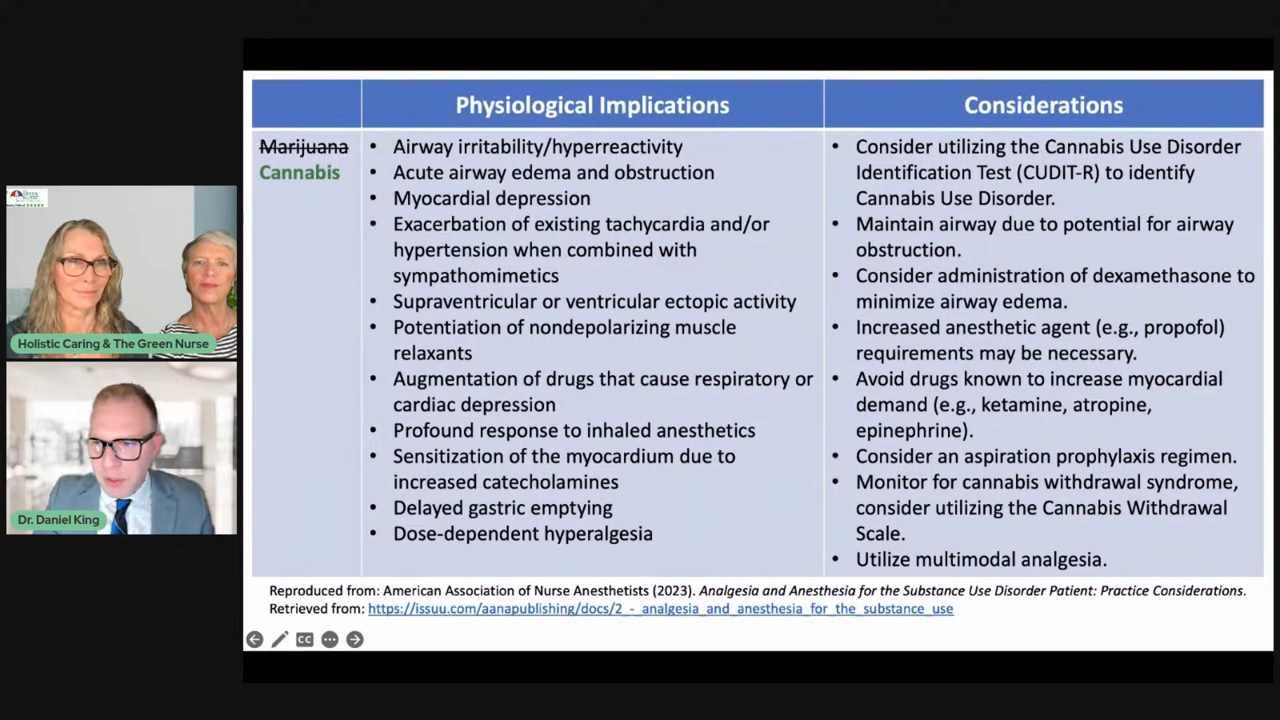 Physiological Implications
Considerations
Marijuana
Cannabis
• Airway irritability/hyperreactivity
• Acute airway edema and obstruction
• Myocardial depression
• Exacerbation of existing tachycardia and/or
hypertension when combined with
sympathomimetics
• Supraventricular or ventricular ectopic activity
• Potentiation of nondepolarizing muscle
relaxants
• Augmentation of drugs that cause respiratory or
cardiac depression
• Profound response to inhaled anesthetics
• Sensitization of the myocardium due to
increased catecholamines
• Delayed gastric emptying
• Dose-dependent hyperalgesia
• Consider utilizing the Cannabis Use Disorder
Identification Test (CUDIT-R) to identify
Cannabis Use Disorder.
• Maintain airway due to potential for airway
obstruction.
• Consider administration of dexamethasone to
minimize airway edema.
• Increased anesthetic agent (e.g., propofol)
requirements may be necessary.
• Avoid drugs known to increase myocardial
demand (e.g., ketamine, atropine,
epinephrine).
• Consider an aspiration prophylaxis regimen.
• Monitor for cannabis withdrawal syndrome,
consider utilizing the Cannabis Withdrawal
Scale.
• Utilize multimodal analgesia.
Reproduced from: American Association of Nurse Anesthetists (2023). Analgesia and Anesthesia for the Substance Use Disorder Patient: Practice Considerations.
Retrieved from: https://issuu.com/aanapublishing/docs/2_-_analgesia_and_anesthesia_for_the_substance_use
CC
Holistic Caring & The Green Nurse
Dr. Daniel King